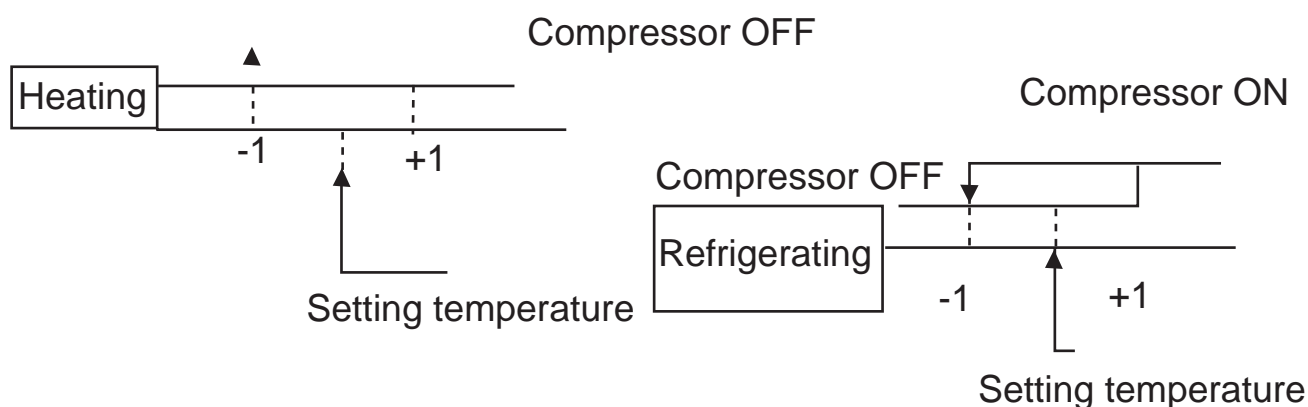 Compressor OFF
Heating
-1
+1
Setting temperature
Compressor ON
Compressor OFF
Refrigerating
-1
+1
Setting temperature